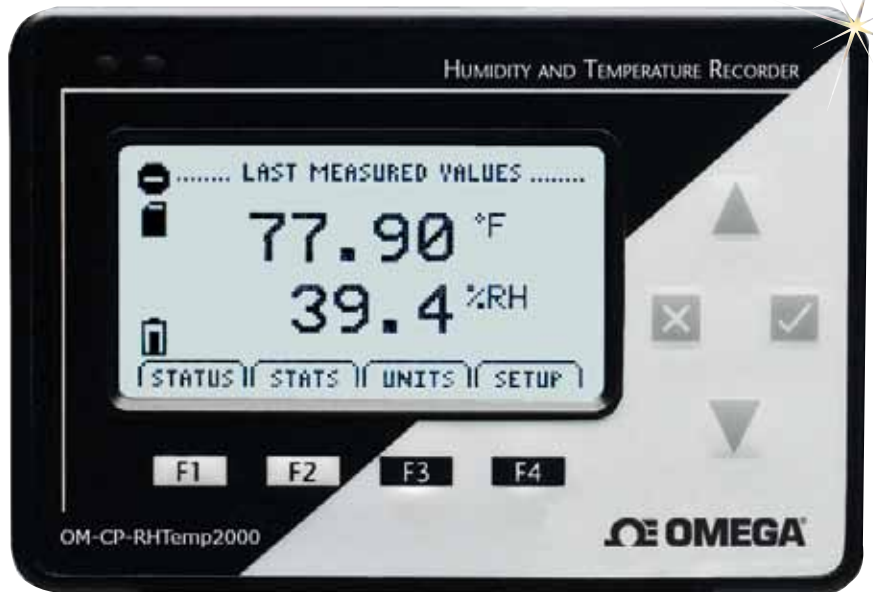 HUMIDITY AND TEMPERATURE RECORDER
........ LAST MEASURED VALUES ........
77.90 °F
39.4 %RH
STATUS STATS UNITS SETUP
F1 F2 F3 F4
OM-CP-RHTemp2000
OMEGA